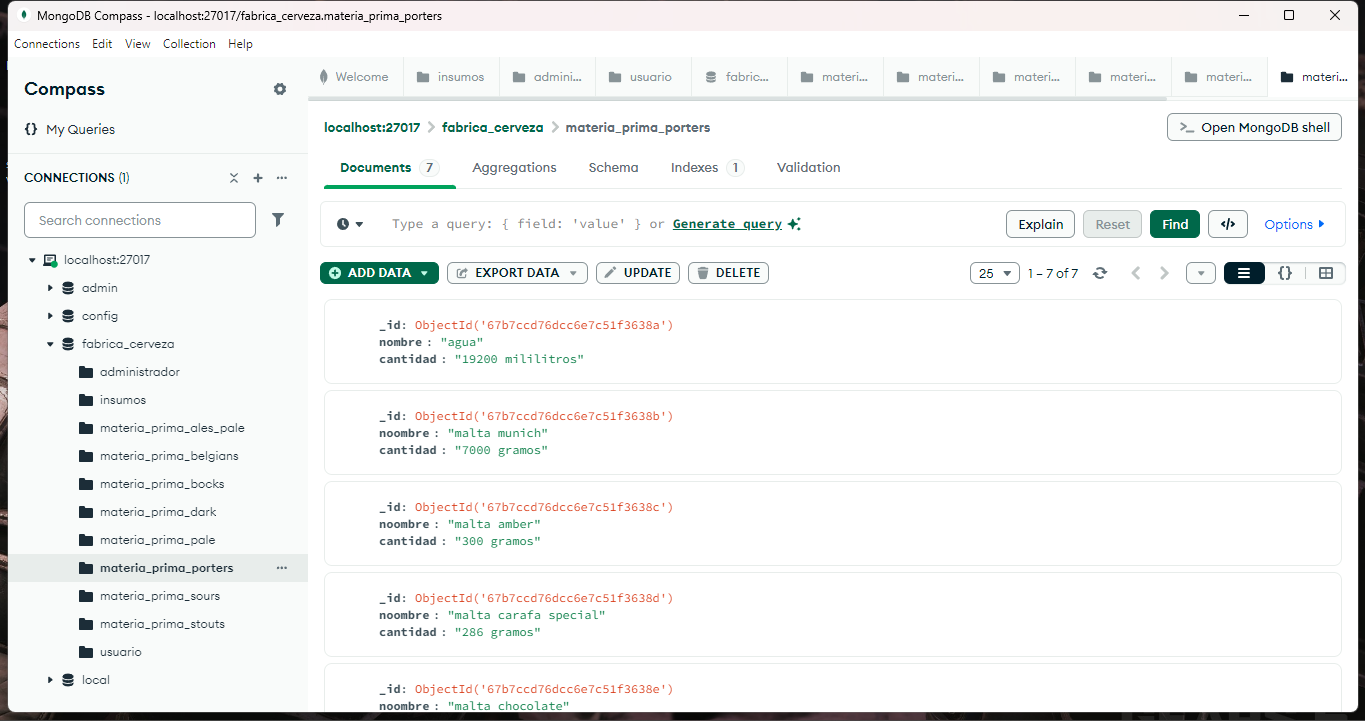 MongoDB Compass - localhost:27017/fabrica_cerveza.materia_prima_porters
Connections Edit View Collection Help
Compass
{} My Queries
CONNECTIONS (1)
Search connections
localhost:27017
admin
config
fabrica_cerveza
administrador
insumos
materia_prima_ales_pale
materia_prima_belgians
materia_prima_bocks
materia_prima_dark
materia_prima_pale
materia_prima_porters
materia_prima_sours
materia_prima_stouts
usuario
local
Welcome insumos admini... usuario fabric... materi... materi... materi... materi... materi... materi...
localhost:27017 > fabrica_cerveza > materia_prima_porters
>_ Open MongoDB shell
Documents 7 Aggregations Schema Indexes 1 Validation
Type a query: { field: 'value' } or Generate query
Explain Reset Find </> Options
ADD DATA EXPORT DATA UPDATE DELETE
25 1 – 7 of 7 {}
_id: ObjectId('67b7ccd76dcc6e7c51f3638a')
nombre : "agua"
cantidad : "19200 mililitros"
_id: ObjectId('67b7ccd76dcc6e7c51f3638b')
noombre : "malta munich"
cantidad : "7000 gramos"
_id: ObjectId('67b7ccd76dcc6e7c51f3638c')
noombre : "malta amber"
cantidad : "300 gramos"
_id: ObjectId('67b7ccd76dcc6e7c51f3638d')
noombre : "malta carafa special"
cantidad : "286 gramos"
_id: ObjectId('67b7ccd76dcc6e7c51f3638e')
noombre : "malta chocolate"